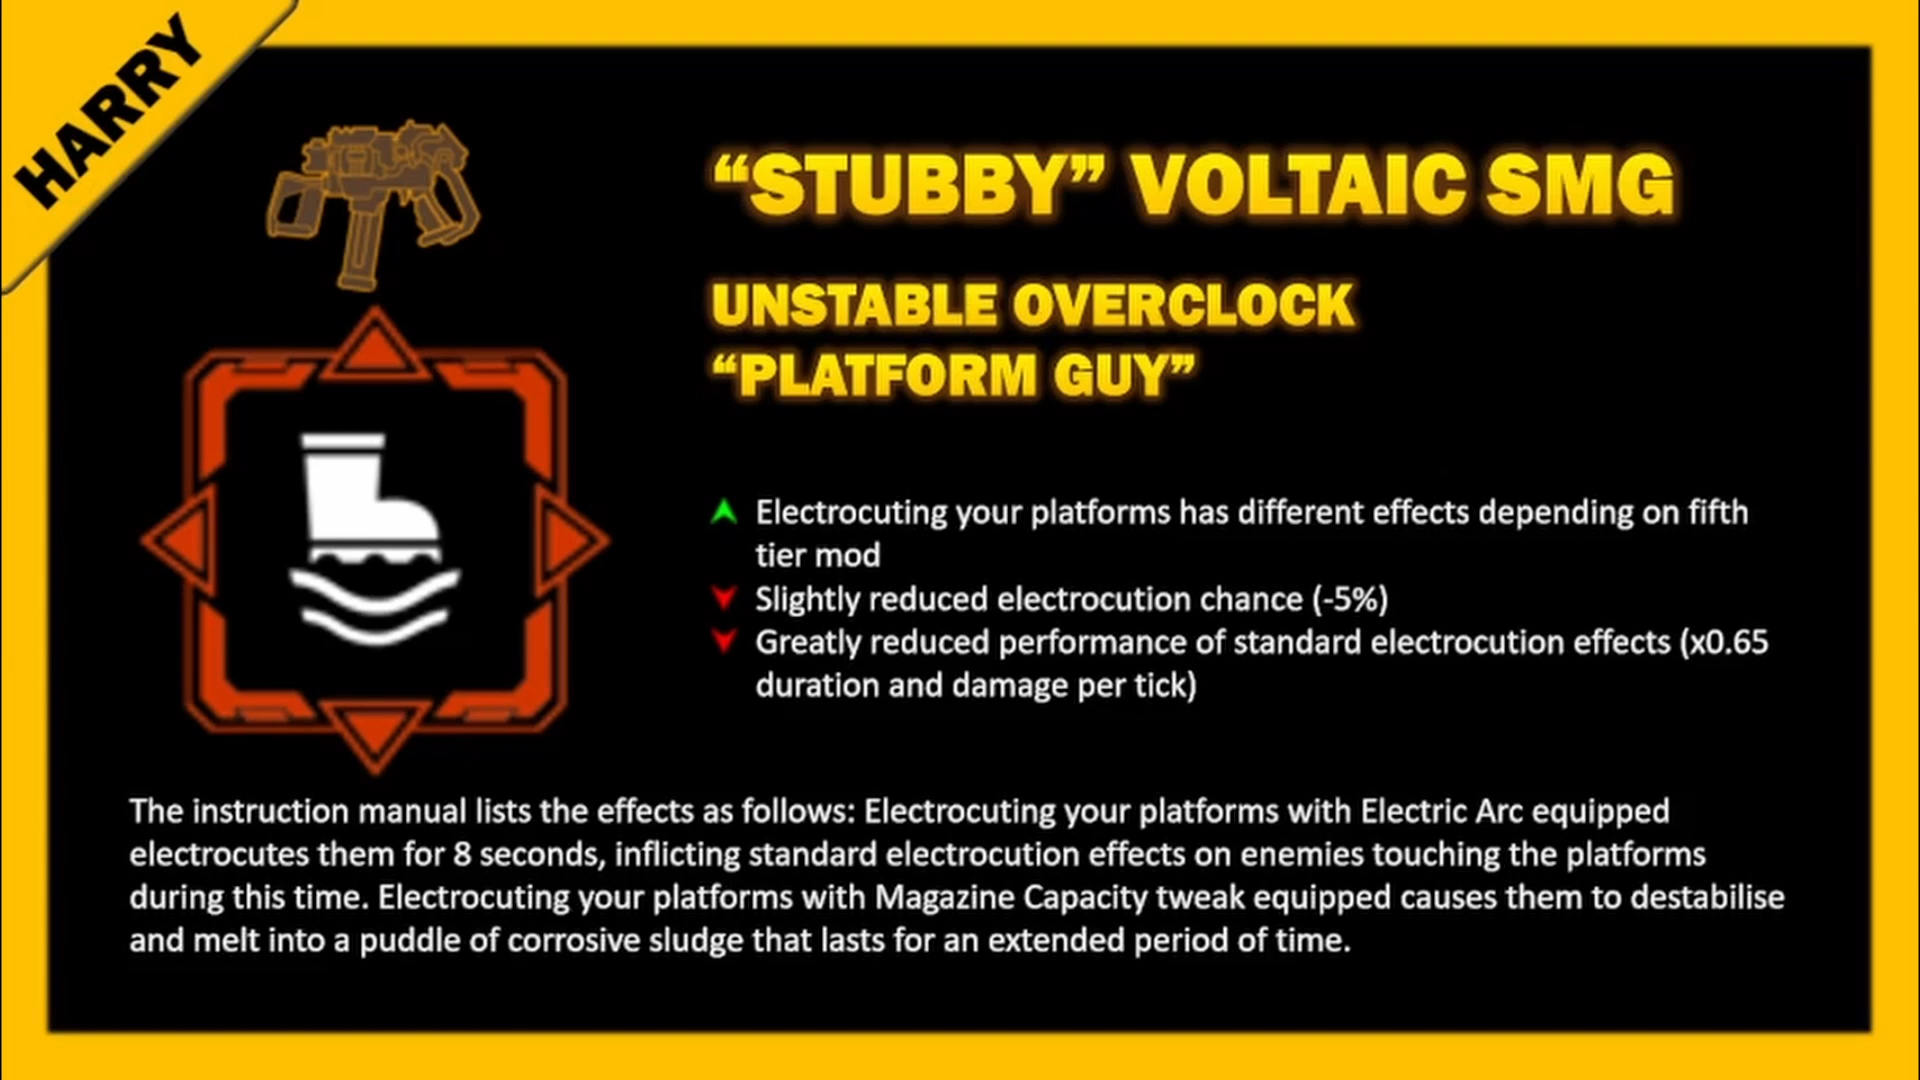 HARRY
“STUBBY” VOLTAIC SMG
UNSTABLE OVERCLOCK
“PLATFORM GUY”
Electrocuting your platforms has different effects depending on fifth
tier mod
Slightly reduced electrocution chance (-5%)
Greatly reduced performance of standard electrocution effects (x0.65
duration and damage per tick)
The instruction manual lists the effects as follows: Electrocuting your platforms with Electric Arc equipped
electrocutes them for 8 seconds, inflicting standard electrocution effects on enemies touching the platforms
during this time. Electrocuting your platforms with Magazine Capacity tweak equipped causes them to destabilise
and melt into a puddle of corrosive sludge that lasts for an extended period of time.